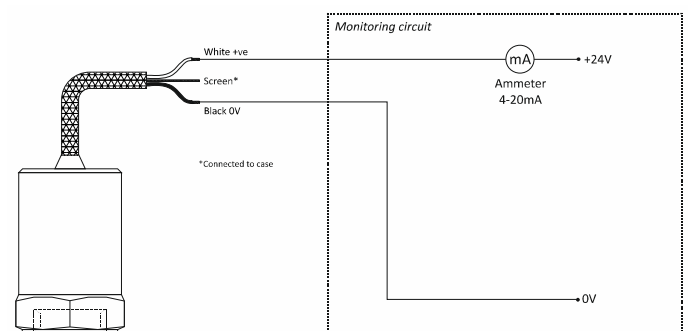 Monitoring circuit
White +ve
mA
+24V
Screen*
Ammeter
4-20mA
Black 0V
*Connected to case
0V